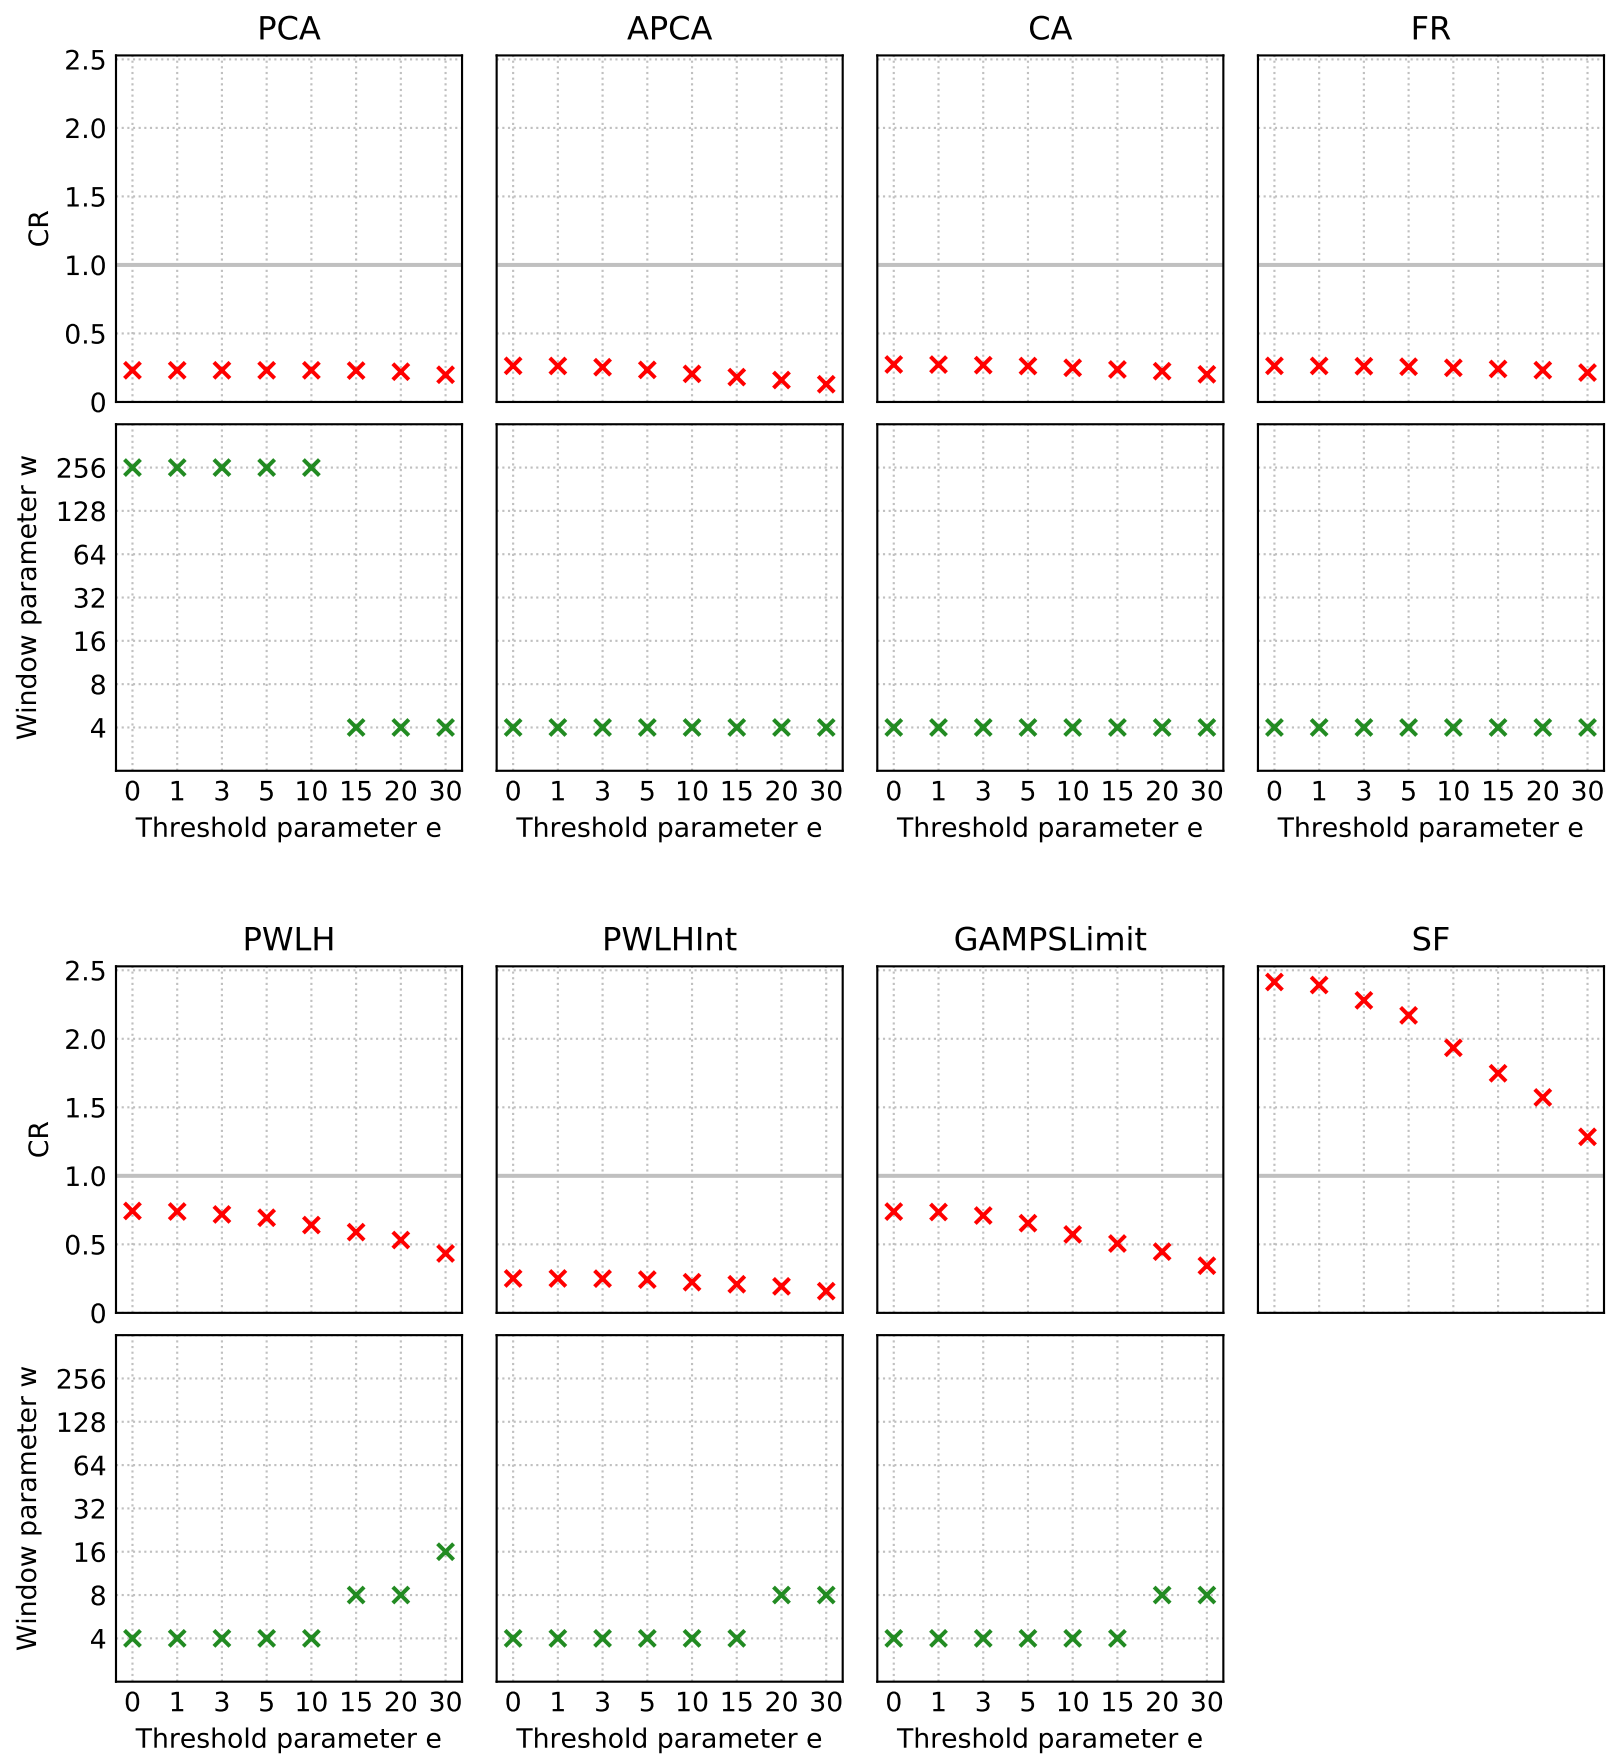 PCA APCA CA FR
2.5
2.0
1.5
1.0
0.5
0
CR
256
128
64
32
16
8
4
Window parameter w
0 1 3 5 10 15 20 30 0 1 3 5 10 15 20 30 0 1 3 5 10 15 20 30 0 1 3 5 10 15 20 30
Threshold parameter e Threshold parameter e Threshold parameter e Threshold parameter e
PWLH PWLHInt GAMPSLimit SF
2.5
2.0
1.5
1.0
0.5
0
CR
256
128
64
32
16
8
4
Window parameter w
0 1 3 5 10 15 20 30 0 1 3 5 10 15 20 30 0 1 3 5 10 15 20 30
Threshold parameter e Threshold parameter e Threshold parameter e